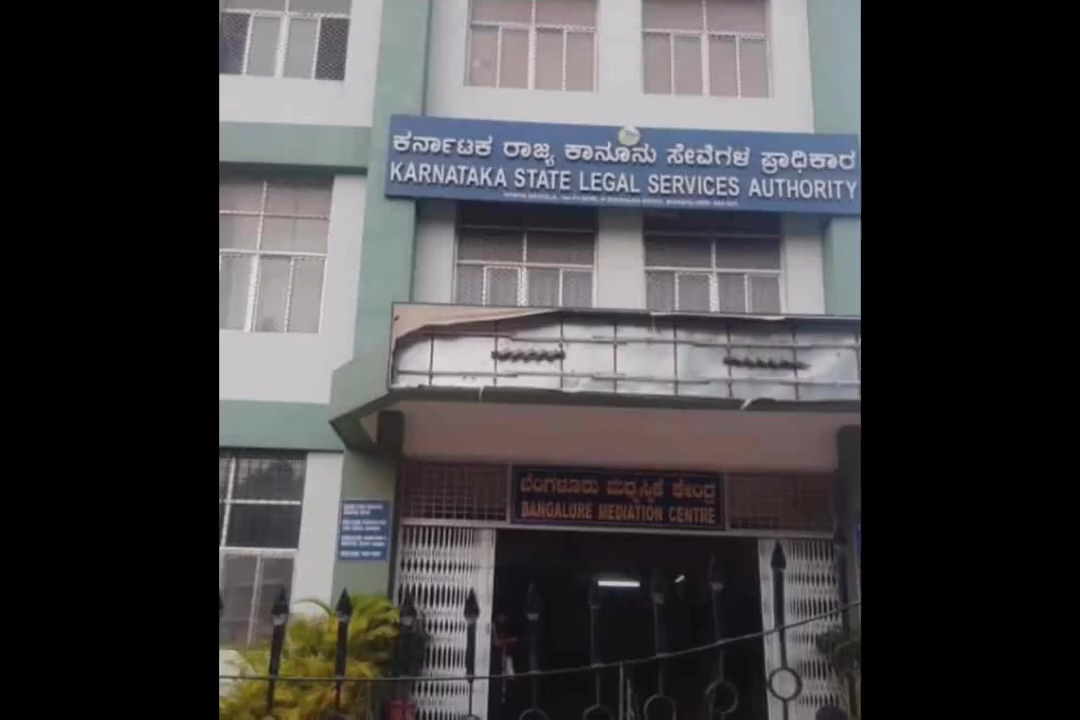 ಕರ್ನಾಟಕ ರಾಜ್ಯ ಕಾನೂನು ಸೇವೆಗಳ ಪ್ರಾಧಿಕಾರ
KARNATAKA STATE LEGAL SERVICES AUTHORITY
ಬೆಂಗಳೂರು ಮಧ್ಯಸ್ಥಿಕೆ ಕೇಂದ್ರ
BANGALORE MEDIATION CENTRE